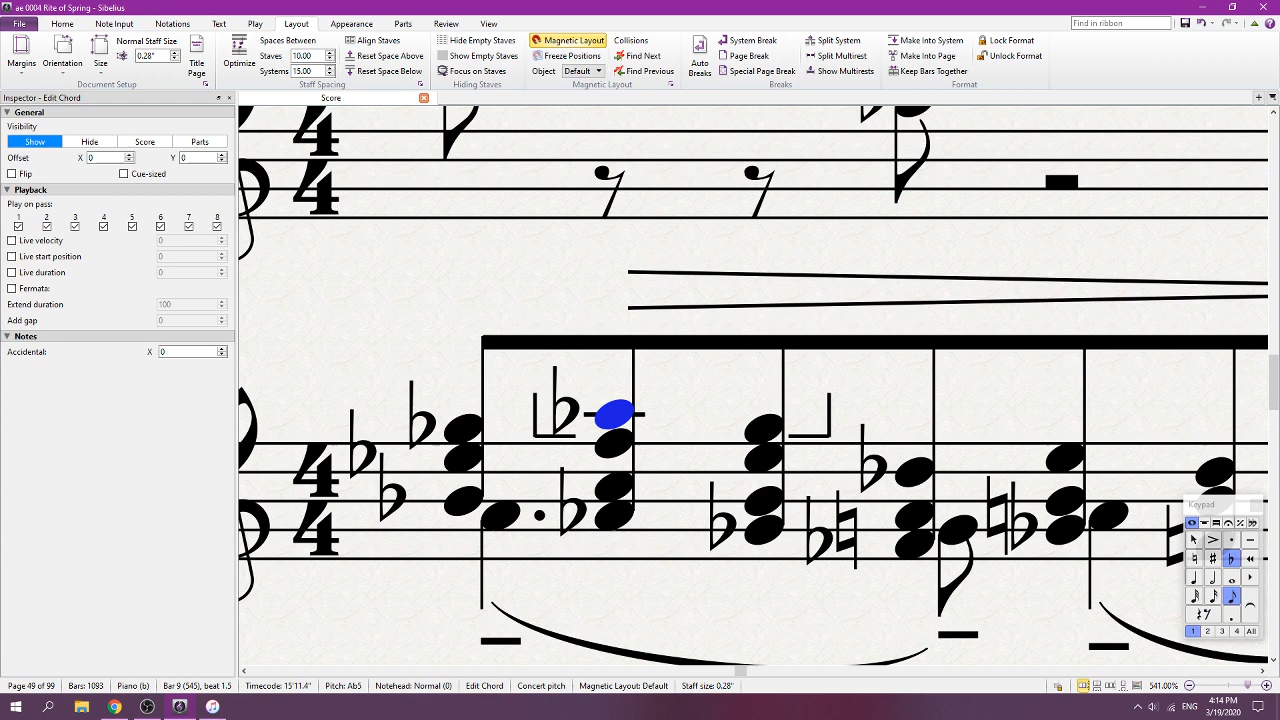 ae 0004 Rite of Spring - Sibelius
File Home Note Input Notations Text Play Layout Appearance Parts Review View
Find in ribbon
Margins Orientation Size
Normal Staff Size
0.28"
Title Page
Document Setup
Optimize
Spaces Between
Staves 10.00
Systems 15.00
Align Staves
Reset Space Above
Reset Space Below
Staff Spacing
Hide Empty Staves
Show Empty Staves
Focus on Staves
Hiding Staves
Magnetic Layout
Freeze Positions
Object Default
Collisions
Find Next
Find Previous
Magnetic Layout
Auto Breaks
System Break
Page Break
Special Page Break
Split System
Split Multirest
Show Multirests
Breaks
Make Into System
Make Into Page
Keep Bars Together
Lock Format
Unlock Format
Format
Inspector - Edit Chord
Score
General
Visibility
Show Hide Score Parts
Offset X 0 Y 0
Flip Cue-sized
Playback
Play on pass:
1 2 3 4 5 6 7 8
Live velocity 0
Live start position 0
Live duration 0
Fermata:
Extend duration 100
Add gap 0
Notes
Accidental: X 0
4
4
4
4
Keypad
1 2 3 4 All
Page 49 of 99 Bars: 1093 Piano (b) Bar 9 (545), beat 1.5 Timecode: 15'11.4" Pitch: Ab5 Notehead: Normal (0) Edit Chord Concert pitch Magnetic Layout: Default Staff size: 0.28" 541.00%
ENG
4:14 PM
3/19/2020